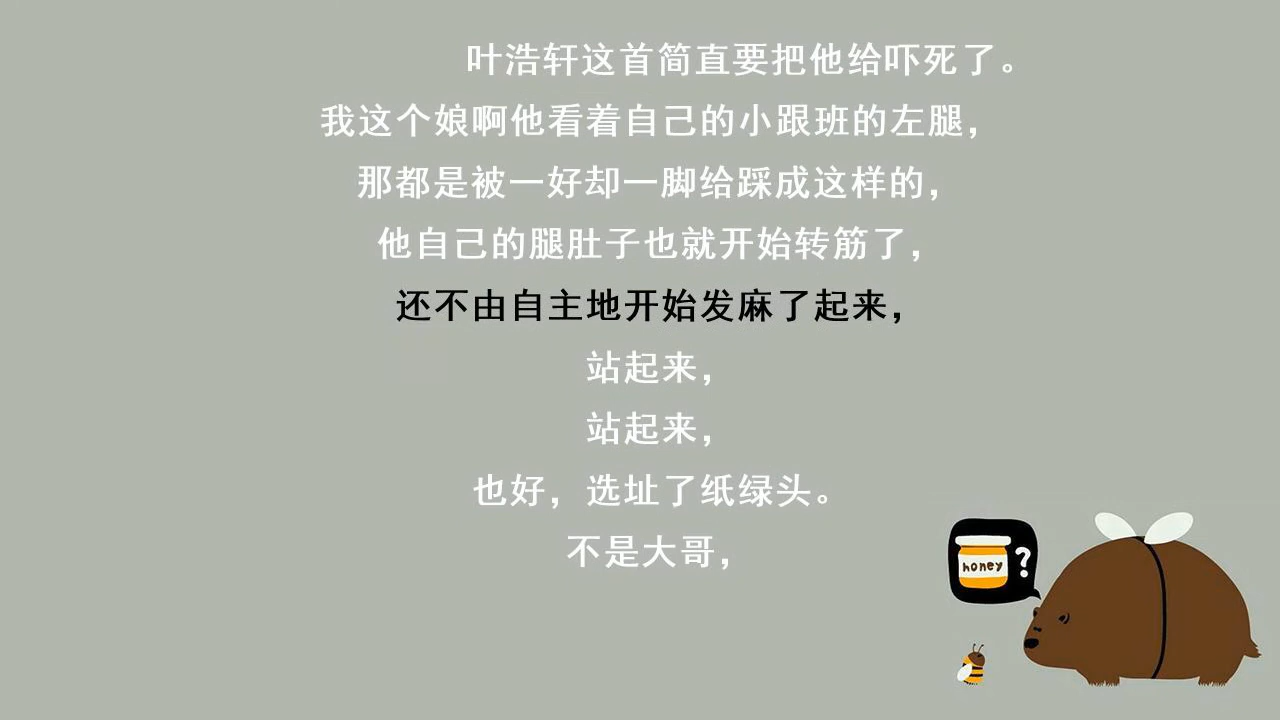 叶浩轩这首简直要把他给吓死了。
我这个娘啊他看着自己的小跟班的左腿，
那都是被一好却一脚给踩成这样的，
他自己的腿肚子也就开始转筋了，
还不由自主地开始发麻了起来，
站起来，
站起来，
也好，选址了纸绿头。
不是大哥，
honey
?